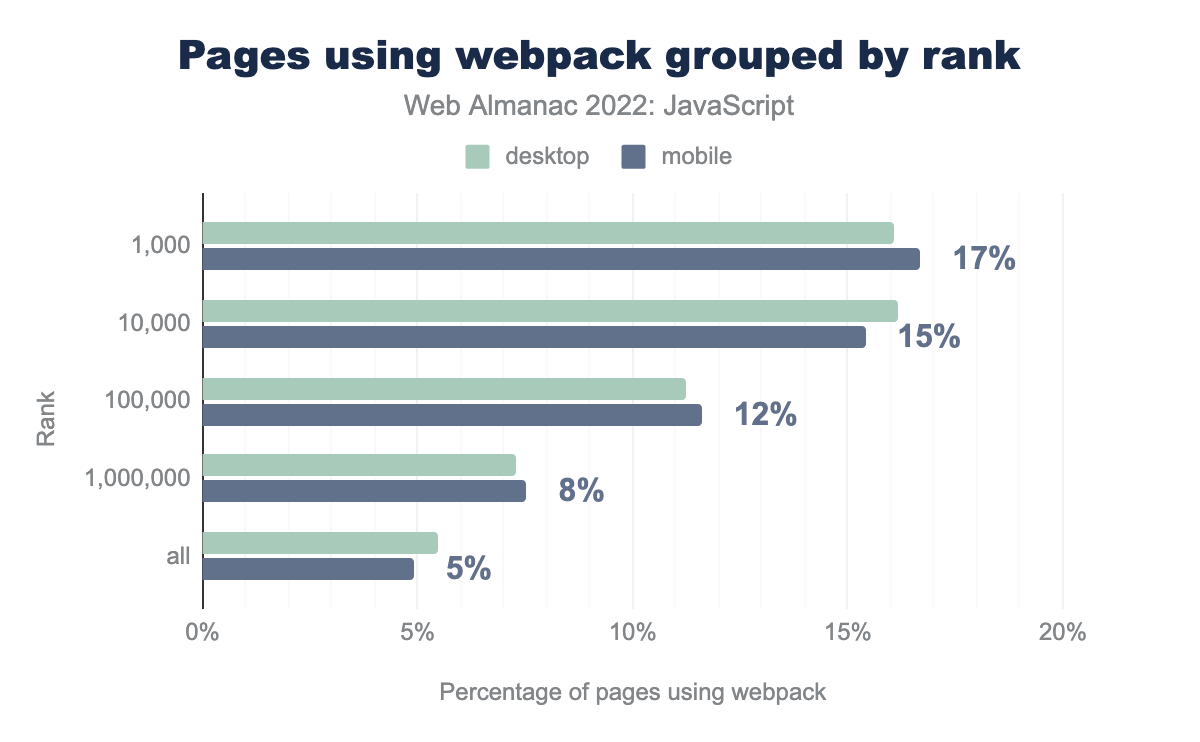 Pages using webpack grouped by rank
Web Almanac 2022: JavaScript
desktop mobile
1,000 17%
10,000 15%
100,000 12%
1,000,000 8%
all 5%
Rank
0% 5% 10% 15% 20%
Percentage of pages using webpack